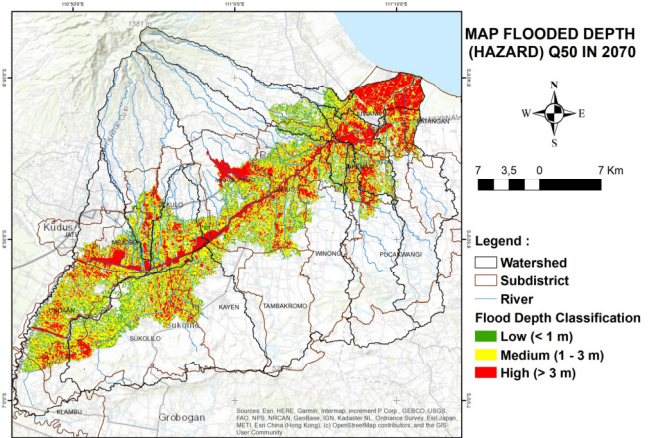 MAP FLOODED DEPTH
(HAZARD) Q50 IN 2070
N
W E
S
7 3,5 0 7 Km
Legend :
Watershed
Subdistrict
River
Flood Depth Classification
Low (< 1 m)
Medium (1 - 3 m)
High (> 3 m)
110°50'0"E 111°0'0"E 111°10'0"E
1581 m
Kudus
JATI
MEJOBO
WINONG
PUCAKWANGI
KAYEN
TAMBAKROMO
Sukolilo
SUKOLILO
KLAMBU
Grobogan
Sources: Esri, HERE, Garmin, Intermap, increment P Corp., GEBCO, USGS,
FAO, NPS, NRCAN, GeoBase, IGN, Kadaster NL, Ordnance Survey, Esri Japan,
METI, Esri China (Hong Kong), (c) OpenStreetMap contributors, and the GIS
User Community